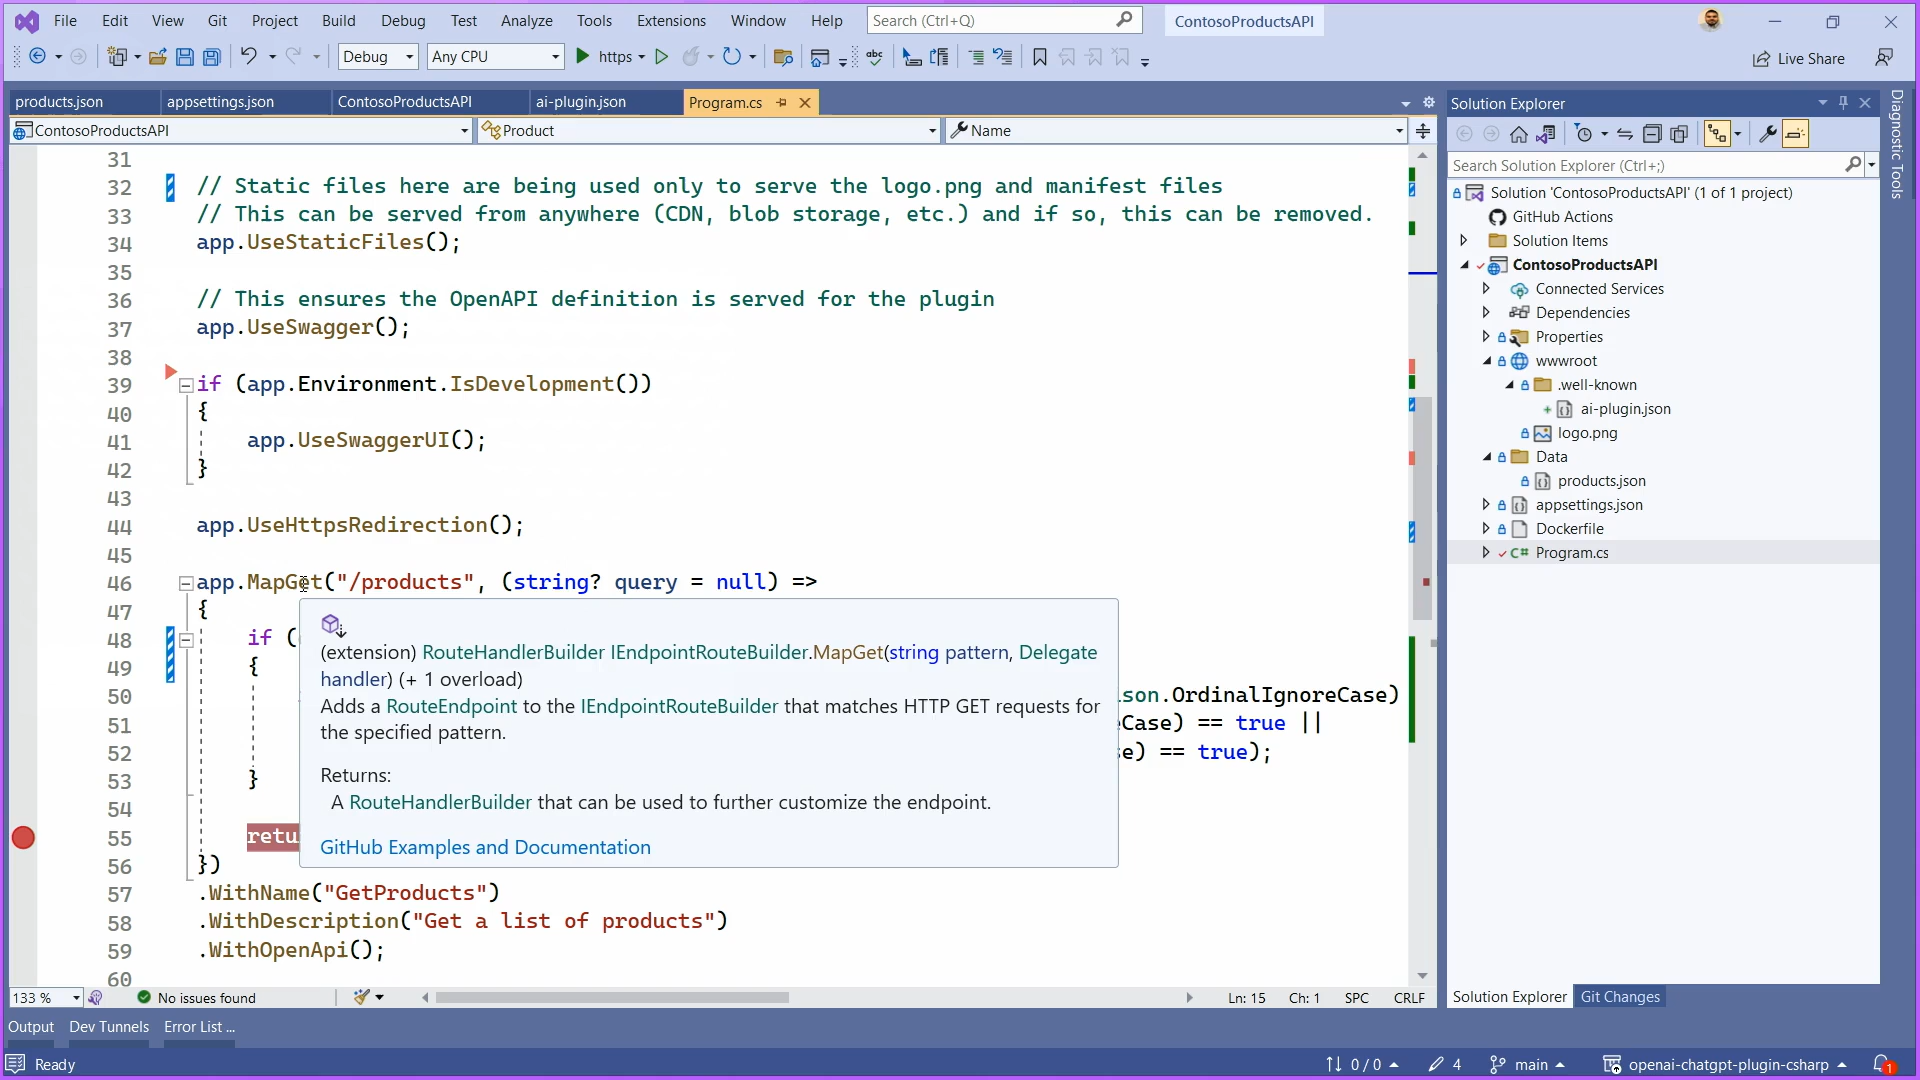 File Edit View Git Project Build Debug Test Analyze Tools Extensions Window Help Search (Ctrl+Q) ContosoProductsAPI
Debug Any CPU https Live Share
products.json appsettings.json ContosoProductsAPI ai-plugin.json Program.cs
ContosoProductsAPI Product Name
31
32 // Static files here are being used only to serve the logo.png and manifest files
33 // This can be served from anywhere (CDN, blob storage, etc.) and if so, this can be removed.
34 app.UseStaticFiles();
35
36 // This ensures the OpenAPI definition is served for the plugin
37 app.UseSwagger();
38
39 if (app.Environment.IsDevelopment())
40 {
41 app.UseSwaggerUI();
42 }
43
44 app.UseHttpsRedirection();
45
46 app.MapGet("/products", (string? query = null) =>
47 {
48 if (
49 {
50 son.OrdinalIgnoreCase)
51 Case) == true ||
52 e) == true);
53 }
54
55 retu
56 })
57 .WithName("GetProducts")
58 .WithDescription("Get a list of products")
59 .WithOpenApi();
60
(extension) RouteHandlerBuilder IEndpointRouteBuilder.MapGet(string pattern, Delegate
handler) (+ 1 overload)
Adds a RouteEndpoint to the IEndpointRouteBuilder that matches HTTP GET requests for
the specified pattern.
Returns:
A RouteHandlerBuilder that can be used to further customize the endpoint.
GitHub Examples and Documentation
133 % No issues found Ln: 15 Ch: 1 SPC CRLF
Output Dev Tunnels Error List ...
Ready 0 / 0 4 main openai-chatgpt-plugin-csharp 1
Solution Explorer
Search Solution Explorer (Ctrl+;)
Solution 'ContosoProductsAPI' (1 of 1 project)
GitHub Actions
Solution Items
ContosoProductsAPI
Connected Services
Dependencies
Properties
wwwroot
.well-known
ai-plugin.json
logo.png
Data
products.json
appsettings.json
Dockerfile
C# Program.cs
Solution Explorer Git Changes
Diagnostic Tools